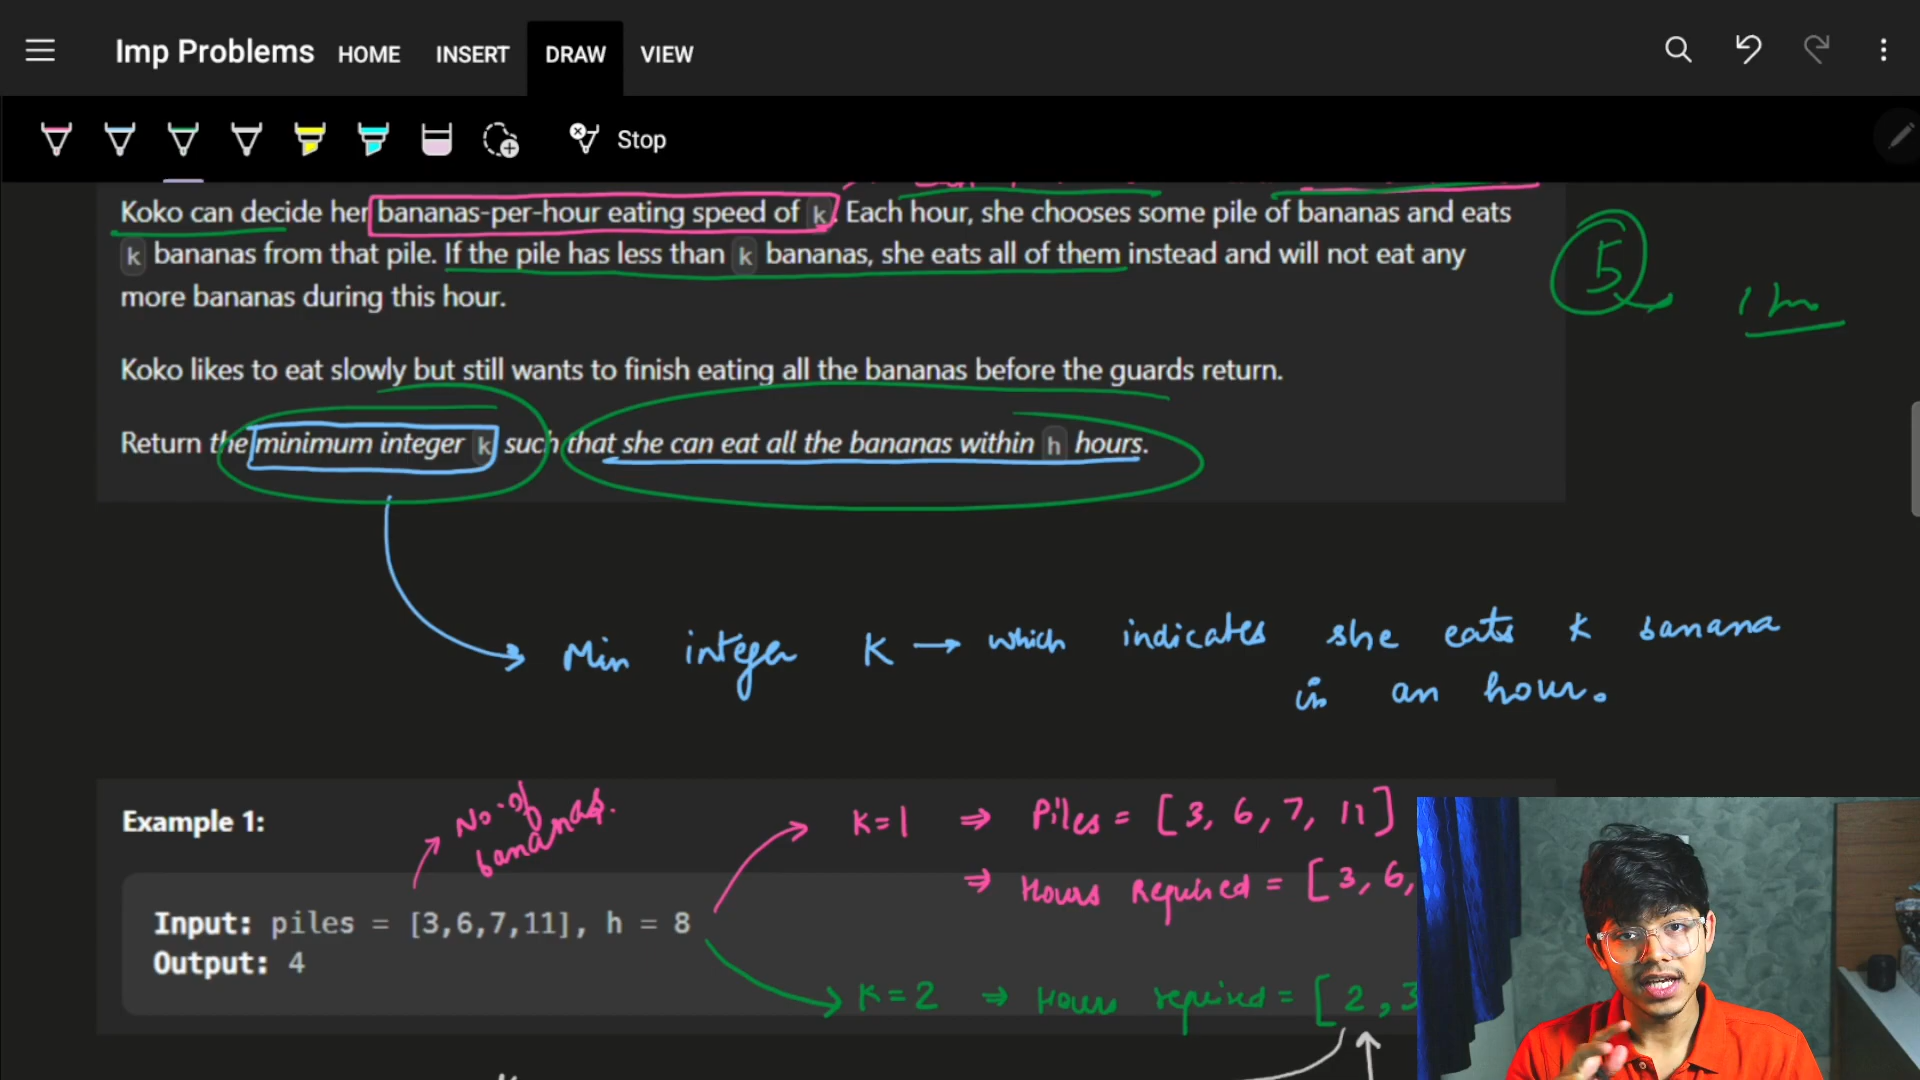 Imp Problems HOME INSERT DRAW VIEW
Stop
Koko can decide her bananas-per-hour eating speed of k. Each hour, she chooses some pile of bananas and eats
k bananas from that pile. If the pile has less than k bananas, she eats all of them instead and will not eat any
more bananas during this hour.
5
Koko likes to eat slowly but still wants to finish eating all the bananas before the guards return.
Return the minimum integer k such that she can eat all the bananas within h hours.
Min integer K → which indicates she eats k banana
in an hour.
Example 1:
No. of
bananas.
K=1 ⇒ Piles = [3, 6, 7, 11]
⇒ Hours Required = [3, 6,
Input: piles = [3,6,7,11], h = 8
Output: 4
K=2 ⇒ Hours required = [2, 3